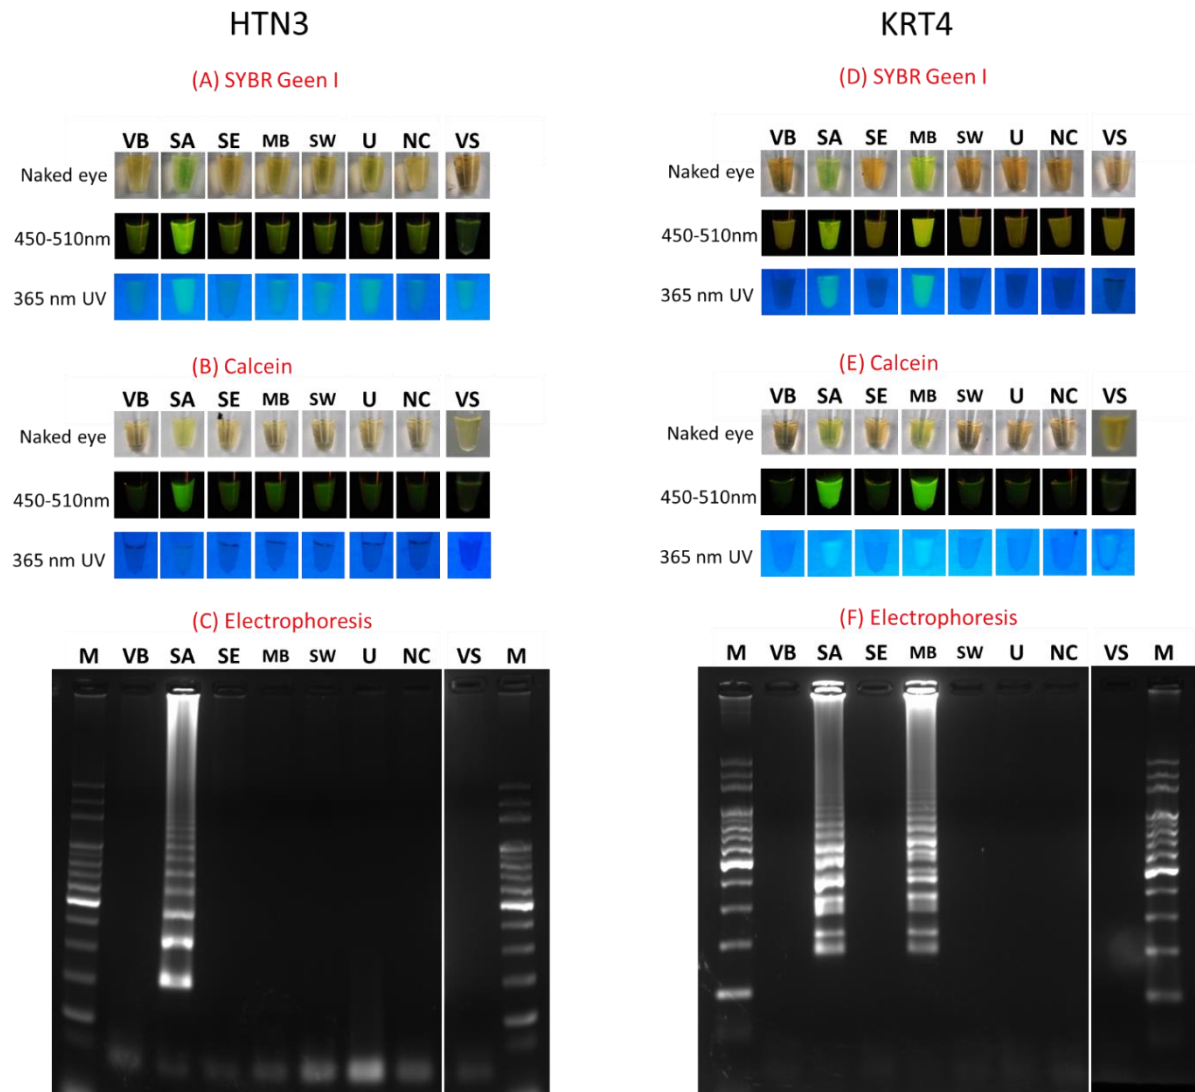 HTN3
(A) SYBR Geen I
VB SA SE MB SW U NC VS
Naked eye
450-510nm
365 nm UV
(B) Calcein
VB SA SE MB SW U NC VS
Naked eye
450-510nm
365 nm UV
(C) Electrophoresis
M VB SA SE MB SW U NC VS M
KRT4
(D) SYBR Geen I
VB SA SE MB SW U NC VS
Naked eye
450-510nm
365 nm UV
(E) Calcein
VB SA SE MB SW U NC VS
Naked eye
450-510nm
365 nm UV
(F) Electrophoresis
M VB SA SE MB SW U NC VS M